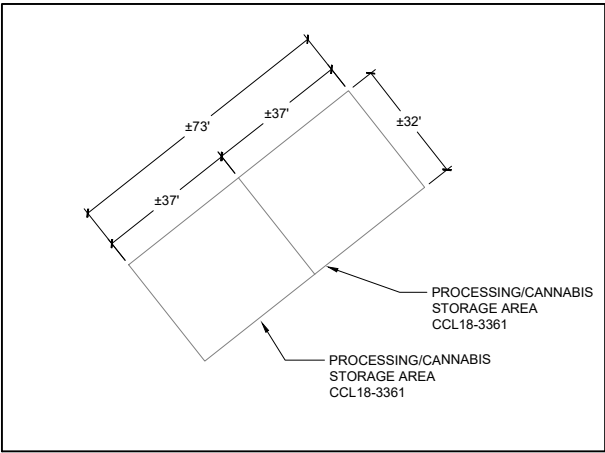 ±73'
±37'
±32'
±37'
PROCESSING/CANNABIS
STORAGE AREA
CCL18-3361
PROCESSING/CANNABIS
STORAGE AREA
CCL18-3361